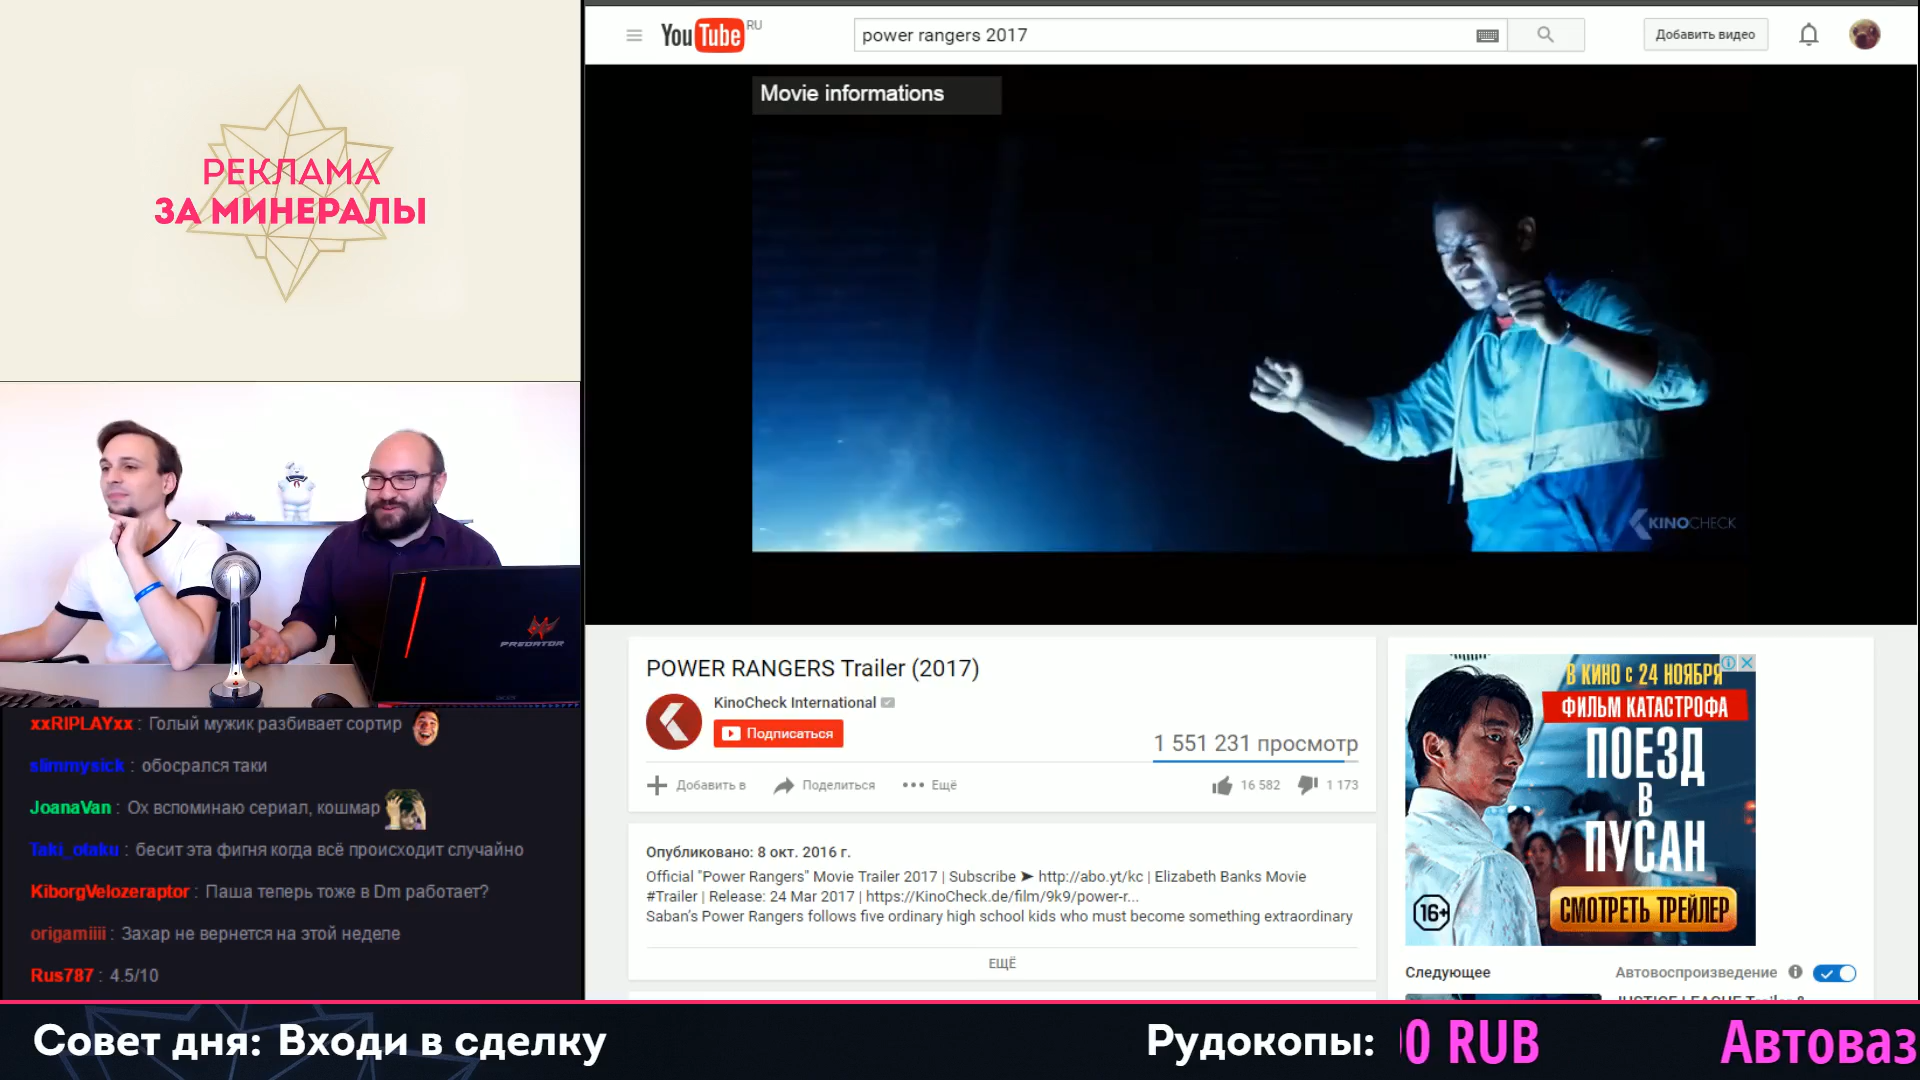 РЕКЛАМА
ЗА МИНЕРАЛЫ
PREDATOR
xxRIPLAYxx : Голый мужик разбивает сортир
slimmysick : обосрался таки
JoanaVan : Ох вспоминаю сериал, кошмар
Taki_otaku : бесит эта фигня когда всё происходит случайно
KiborgVelozeraptor : Паша теперь тоже в Dm работает?
origamiiii : Захар не вернется на этой неделе
Rus787 : 4.5/10
YouTube RU
power rangers 2017
Добавить видео
Movie informations
KINOCHECK
POWER RANGERS Trailer (2017)
KinoCheck International
Подписаться
1 551 231 просмотр
Добавить в
Поделиться
Ещё
16 582
1 173
Опубликовано: 8 окт. 2016 г.
Official "Power Rangers" Movie Trailer 2017 | Subscribe ➤ http://abo.yt/kc | Elizabeth Banks Movie
#Trailer | Release: 24 Mar 2017 | https://KinoCheck.de/film/9k9/power-r...
Saban's Power Rangers follows five ordinary high school kids who must become something extraordinary
ЕЩЁ
В КИНО с 24 НОЯБРЯ
ФИЛЬМ КАТАСТРОФА
ПОЕЗД
В
ПУСАН
16+
СМОТРЕТЬ ТРЕЙЛЕР
Следующее
Автовоспроизведение
JUSTICE LEAGUE Trailer
Совет дня: Входи в сделку
Рудокопы:
0 RUB
Автоваз